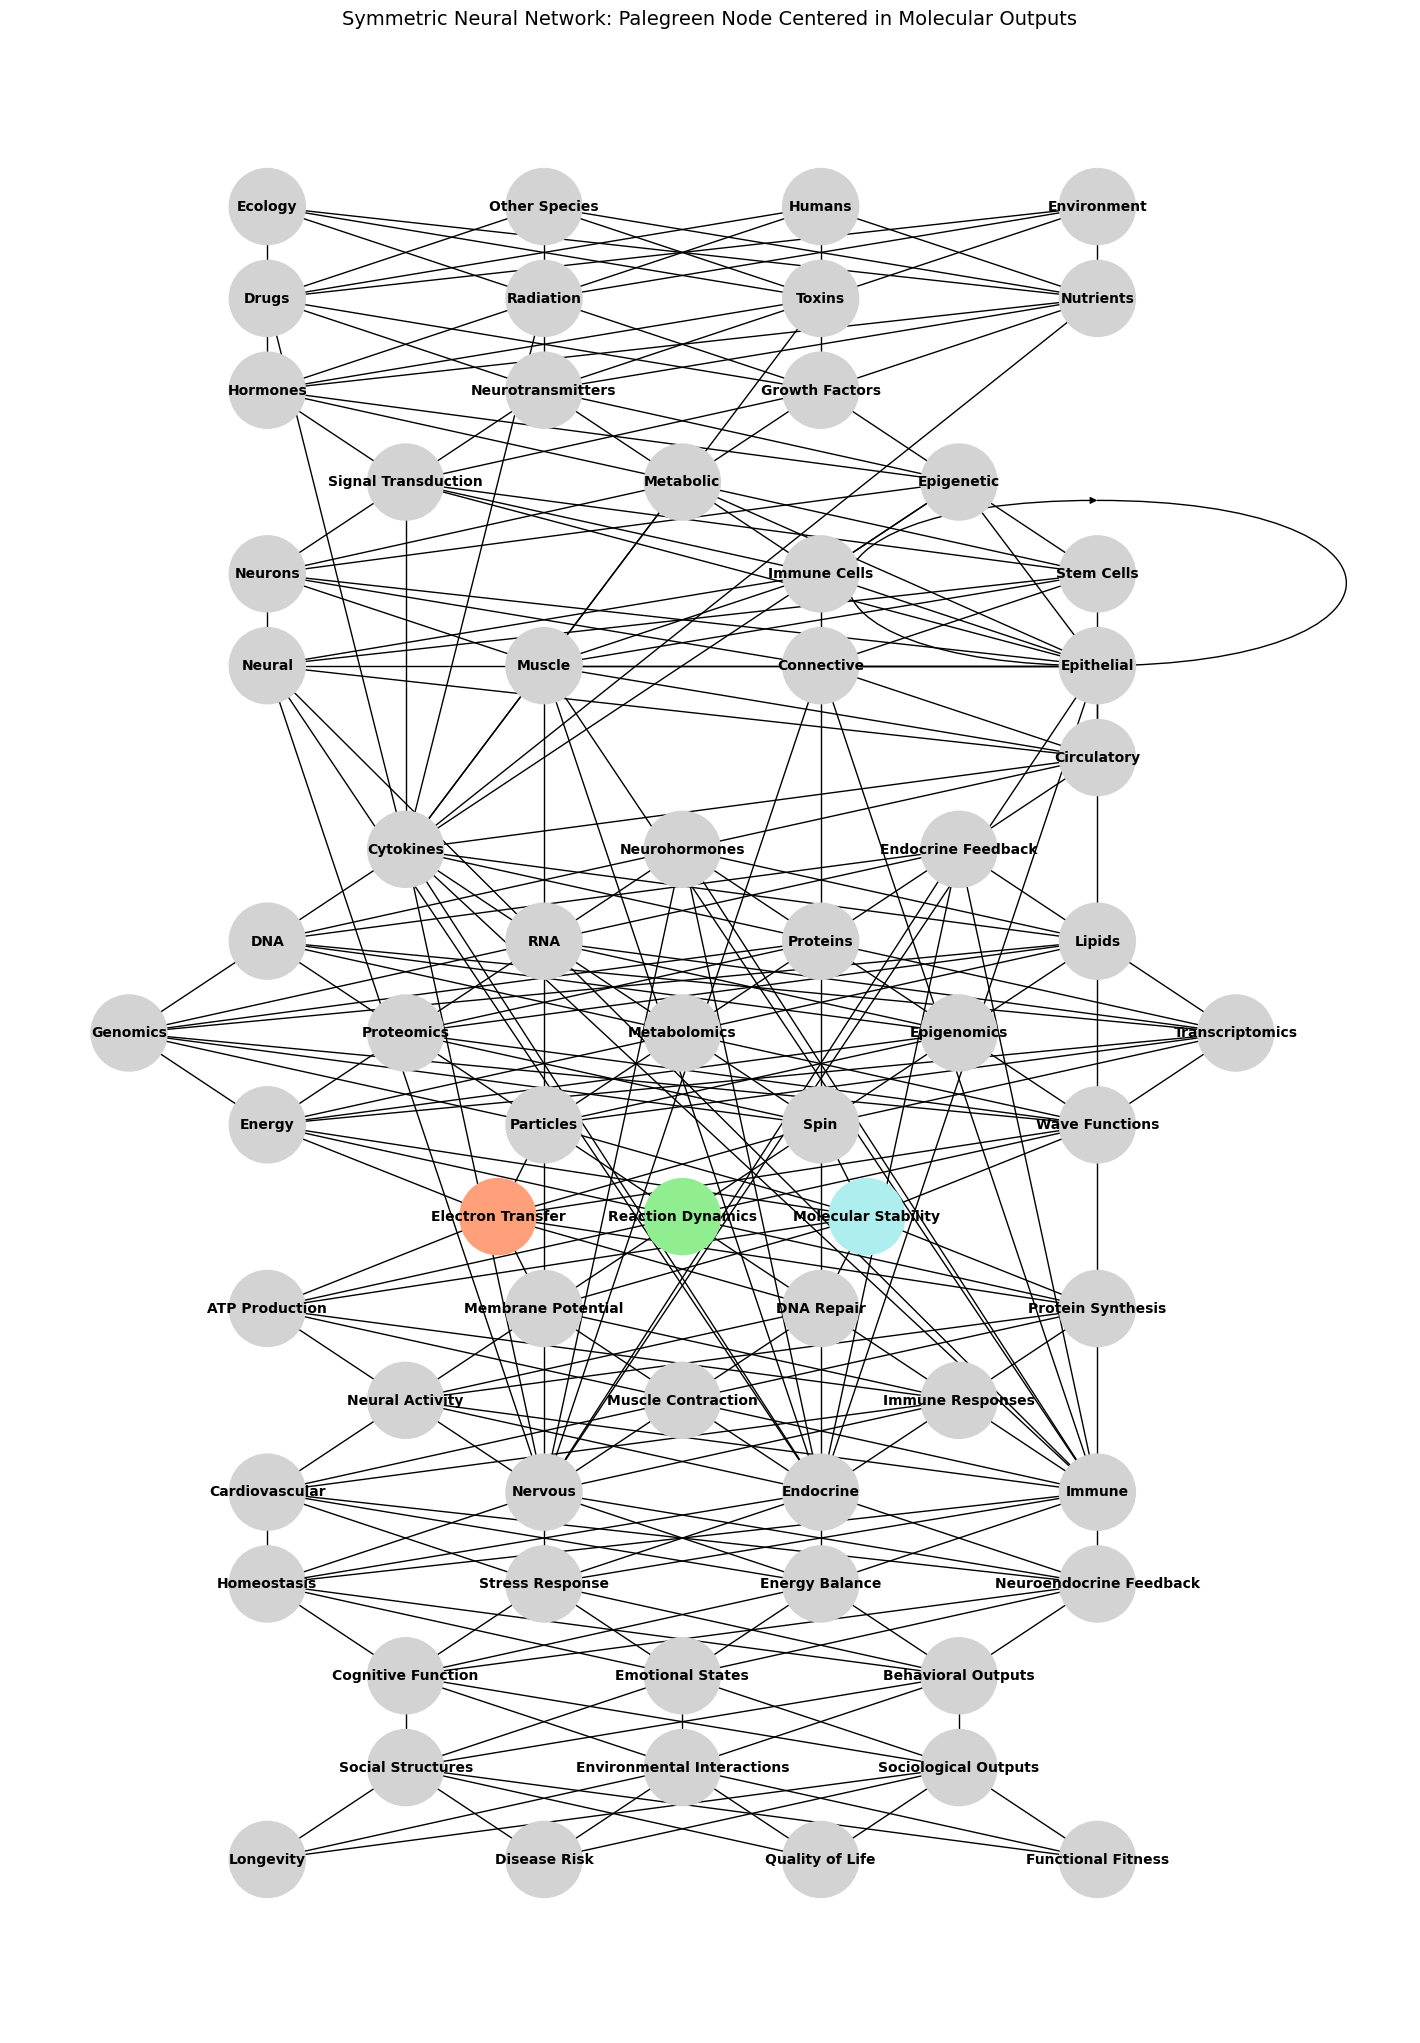 Symmetric Neural Network: Palegreen Node Centered in Molecular Outputs
Ecology
Other Species
Humans
Environment
Drugs
Radiation
Toxins
Nutrients
Hormones
Neurotransmitters
Growth Factors
Signal Transduction
Metabolic
Epigenetic
Neurons
Immune Cells
Stem Cells
Neural
Muscle
Connective
Epithelial
Circulatory
Cytokines
Neurohormones
Endocrine Feedback
DNA
RNA
Proteins
Lipids
Genomics
Proteomics
Metabolomics
Epigenomics
Transcriptomics
Energy
Particles
Spin
Wave Functions
Electron Transfer
Reaction Dynamics
Molecular Stability
ATP Production
Membrane Potential
DNA Repair
Protein Synthesis
Neural Activity
Muscle Contraction
Immune Responses
Cardiovascular
Nervous
Endocrine
Immune
Homeostasis
Stress Response
Energy Balance
Neuroendocrine Feedback
Cognitive Function
Emotional States
Behavioral Outputs
Social Structures
Environmental Interactions
Sociological Outputs
Longevity
Disease Risk
Quality of Life
Functional Fitness